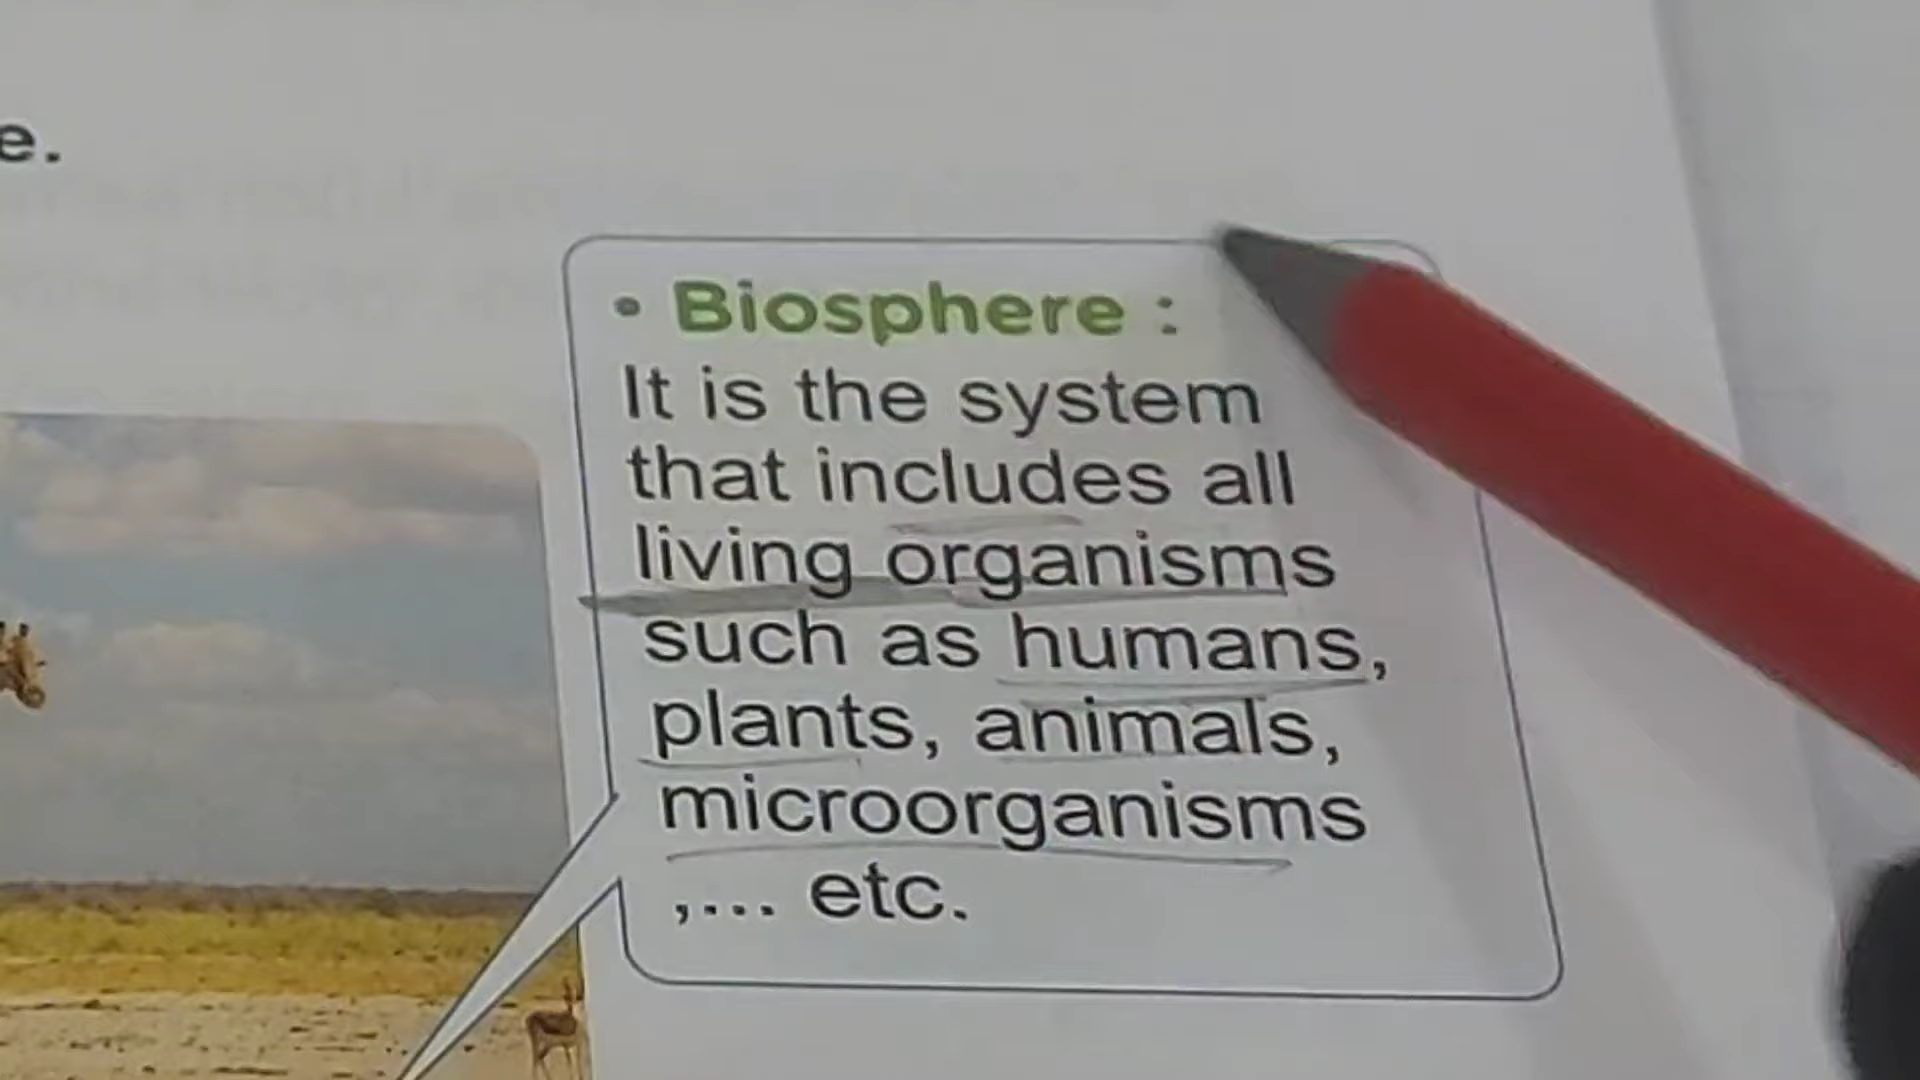 e.
• Biosphere :
It is the system
that includes all
living organisms
such as humans,
plants, animals,
microorganisms
,... etc.